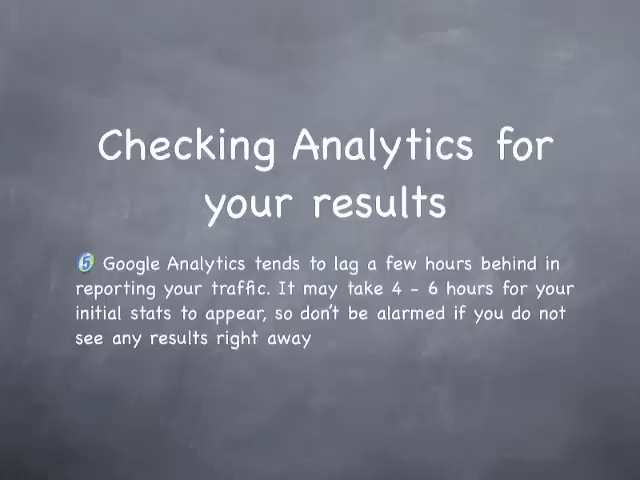 Checking Analytics for
your results
5 Google Analytics tends to lag a few hours behind in
reporting your traffic. It may take 4 - 6 hours for your
initial stats to appear, so don't be alarmed if you do not
see any results right away